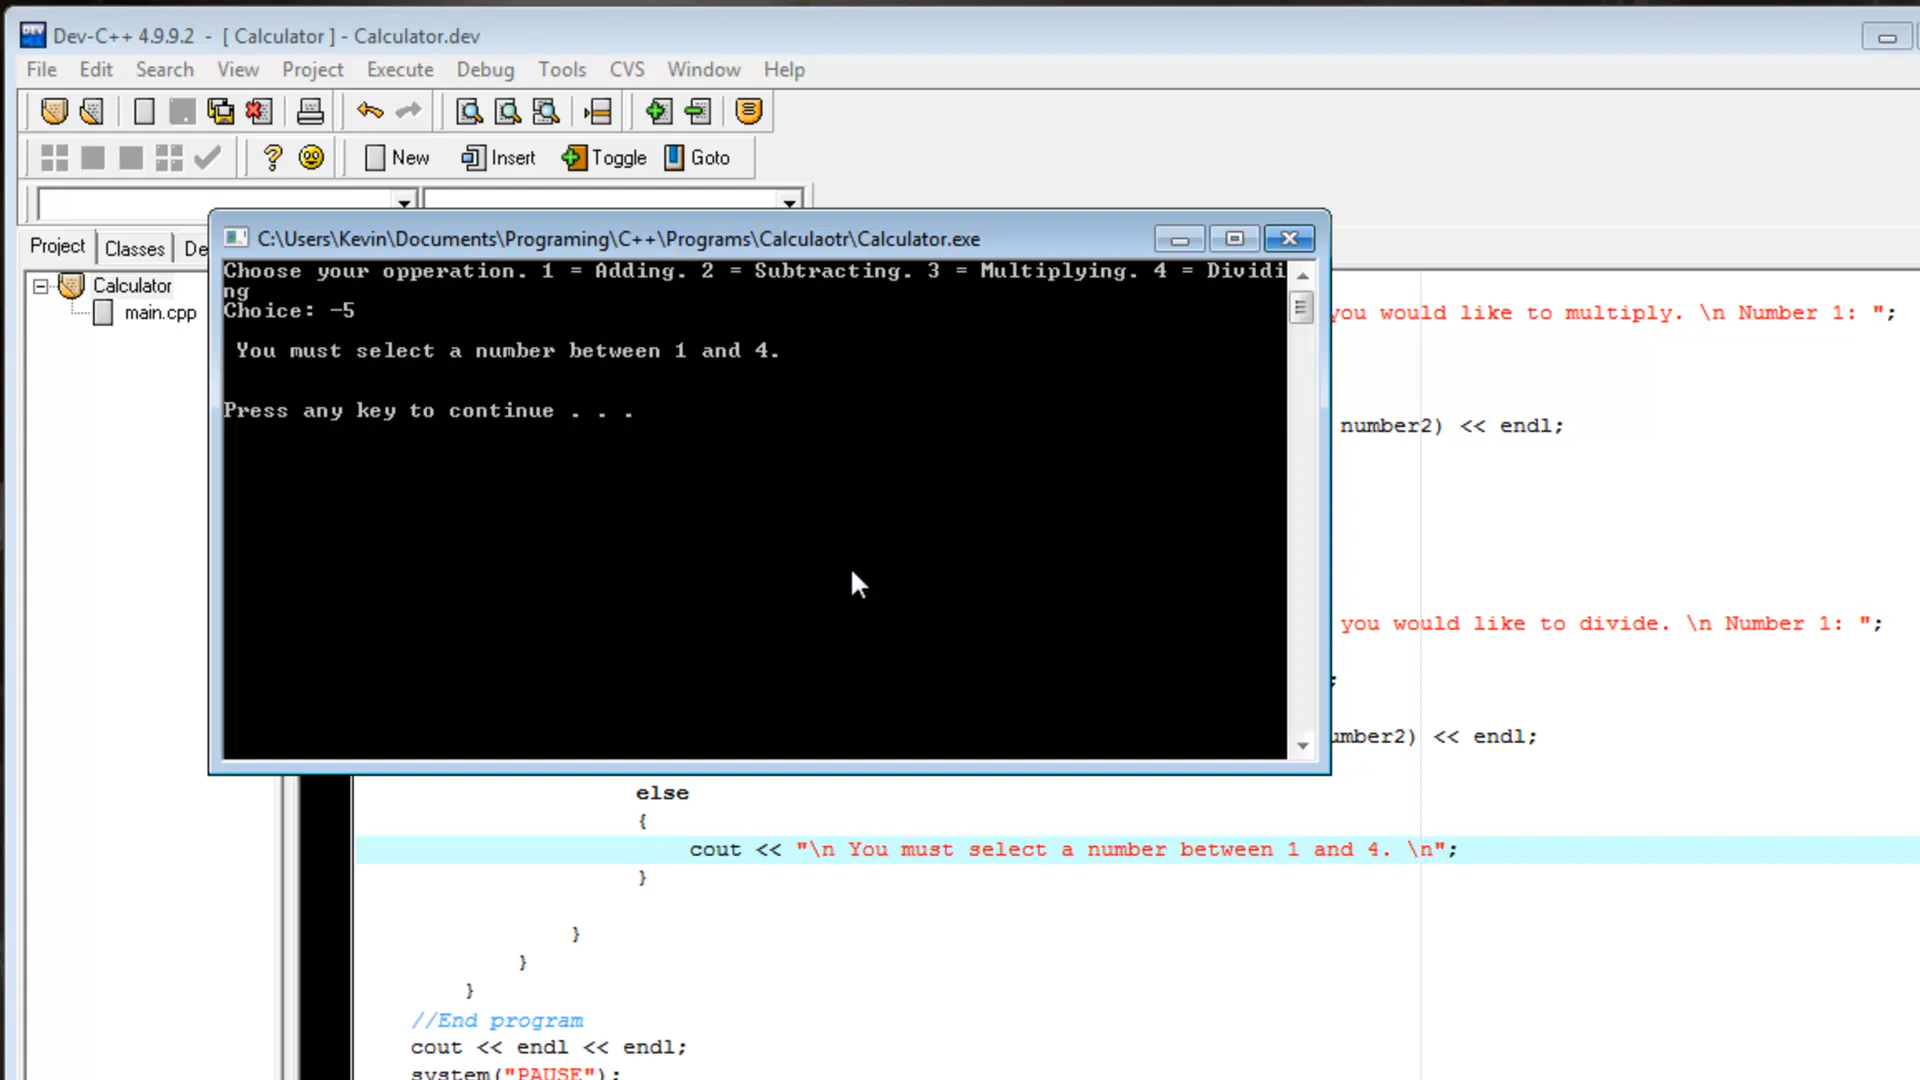 Dev-C++ 4.9.9.2 - [ Calculator ] - Calculator.dev
File Edit Search View Project Execute Debug Tools CVS Window Help
New Insert Toggle Goto
Project Classes De
C:\Users\Kevin\Documents\Programing\C++\Programs\Calculaotr\Calculator.exe
Calculator
main.cpp
Choose your opperation. 1 = Adding. 2 = Subtracting. 3 = Multiplying. 4 = Dividi
ng
Choice: -5
You must select a number between 1 and 4.
Press any key to continue . . .
you would like to multiply. \n Number 1: ";
number2) << endl;
you would like to divide. \n Number 1: ";
;
umber2) << endl;
else
{
cout << "\n You must select a number between 1 and 4. \n";
}
}
}
}
//End program
cout << endl << endl;
system("PAUSE");